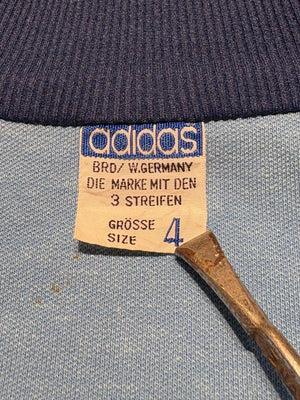 adidas
BRD/W.GERMANY
DIE MARKE MIT DEN
3 STREIFEN
GRÖSSE
SIZE 4